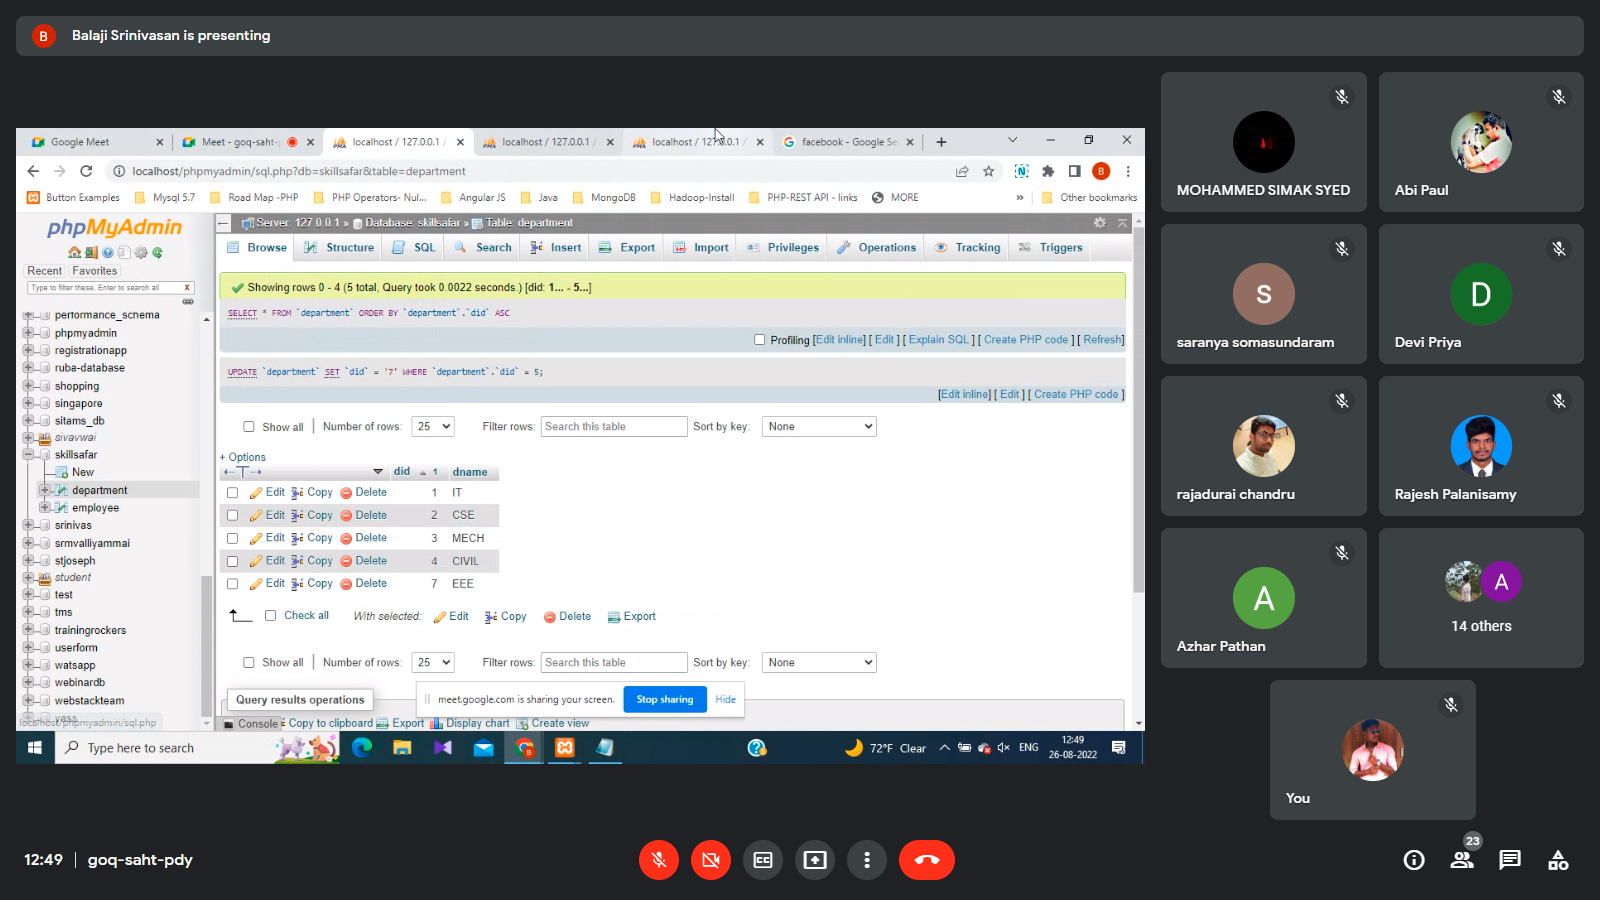 B Balaji Srinivasan is presenting
Google Meet
Meet - goq-saht-
localhost / 127.0.0.1 /
localhost / 127.0.0.1 /
localhost / 127.0.0.1 /
facebook - Google Se
localhost/phpmyadmin/sql.php?db=skillsafar&table=department
N
B
Button Examples
Mysql 5.7
Road Map -PHP
PHP Operators- Nul...
Angular JS
Java
MongoDB
Hadoop-Install
PHP-REST API - links
MORE
»
Other bookmarks
phpMyAdmin
Recent Favorites
Type to filter these, Enter to search all X
performance_schema
phpmyadmin
registrationapp
ruba-database
shopping
singapore
sitams_db
sivavwai
skillsafar
New
department
employee
srinivas
srmvalliyammai
stjoseph
student
test
tms
trainingrockers
userform
watsapp
webinardb
webstackteam
yass
localhost/phpmyadmin/sql.php
Server: 127.0.0.1 » Database: skillsafar » Table: department
Browse Structure SQL Search Insert Export Import Privileges Operations Tracking Triggers
Showing rows 0 - 4 (5 total, Query took 0.0022 seconds.) [did: 1... - 5...]
SELECT * FROM `department` ORDER BY `department`.`did` ASC
Profiling [Edit inline] [ Edit ] [ Explain SQL ] [ Create PHP code ] [ Refresh]
UPDATE `department` SET `did` = '7' WHERE `department`.`did` = 5;
[Edit inline] [ Edit ] [ Create PHP code ]
Show all | Number of rows: 25 Filter rows: Search this table Sort by key: None
+ Options
←T→ did 1 dname
Edit Copy Delete 1 IT
Edit Copy Delete 2 CSE
Edit Copy Delete 3 MECH
Edit Copy Delete 4 CIVIL
Edit Copy Delete 7 EEE
Check all With selected: Edit Copy Delete Export
Show all | Number of rows: 25 Filter rows: Search this table Sort by key: None
Query results operations
meet.google.com is sharing your screen. Stop sharing Hide
Console Copy to clipboard Export Display chart Create view
Type here to search
72°F Clear
ENG
12:49
26-08-2022
MOHAMMED SIMAK SYED
Abi Paul
S
saranya somasundaram
D
Devi Priya
rajadurai chandru
Rajesh Palanisamy
A
Azhar Pathan
A
14 others
You
12:49 | goq-saht-pdy
CC
23